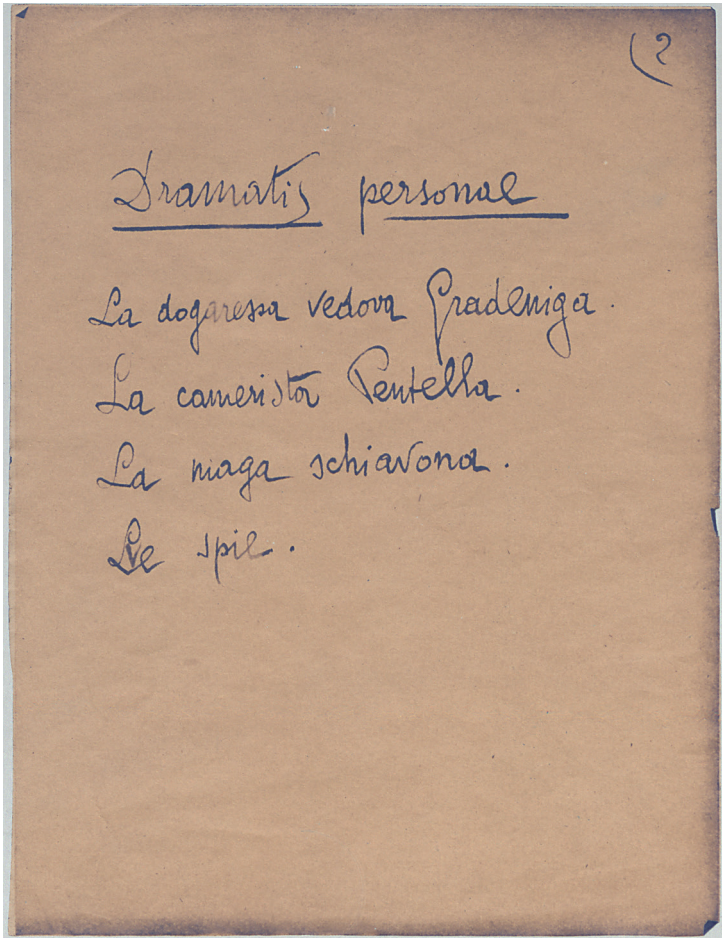 (2
Dramatis personae
La dogaressa vedova Gradeniga.
La camerista Pentella.
La maga schiavona.
Le spie.